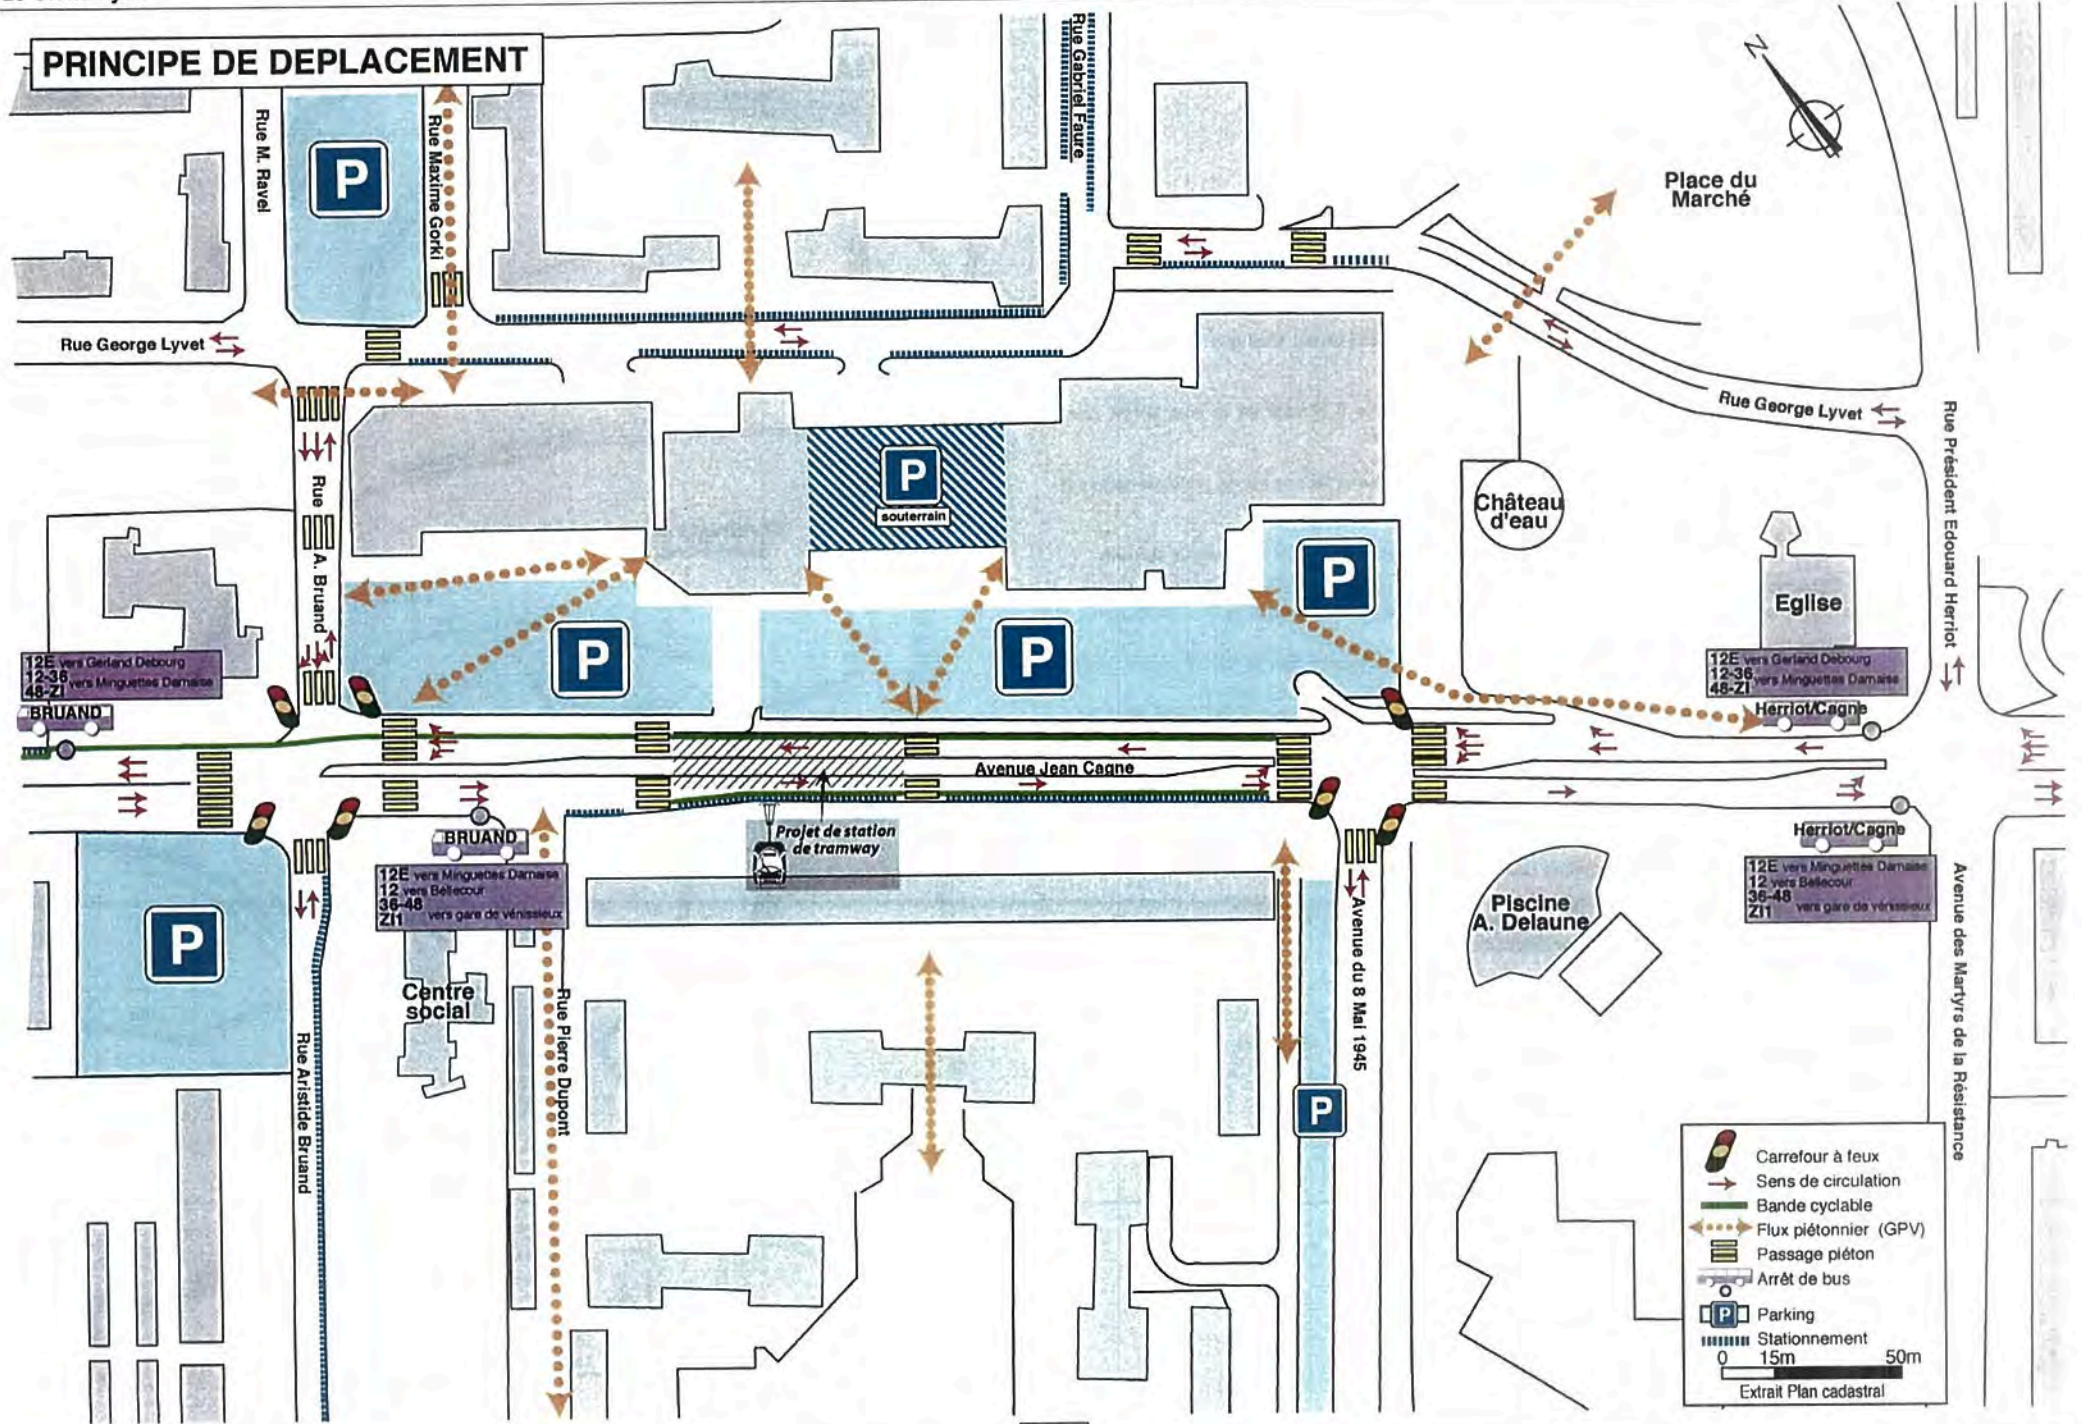 PRINCIPE DE DEPLACEMENT
Rue M. Ravel
P
Rue Maxime Gorki
Rue Gabriel Faure
N
Place du
Marché
Rue George Lyvet
Rue George Lyvet
Rue Président Edouard Herriot
P
souterrain
Château
d'eau
Rue
A. Bruand
P
Eglise
P
P
12E vers Gerland Debourg
12-36
48-ZI
vers Minguettes Darnaise
BRUAND
12E vers Gerland Debourg
12-36
48-ZI
vers Minguettes Darnaise
Herriot/Cagne
Avenue Jean Cagne
Projet de station
de tramway
BRUAND
12E vers Minguettes Darnaise
12 vers Bellecour
36-48
ZI1
vers gare de vénissieux
Herriot/Cagne
12E vers Minguettes Darnaise
12 vers Bellecour
36-48
ZI1
vers gare de vénissieux
P
Piscine
A. Delaune
Avenue du 8 Mai 1945
Avenue des Martyrs de la Résistance
Centre
social
Rue Pierre Dupont
Rue Aristide Bruand
P
Carrefour à feux
Sens de circulation
Bande cyclable
Flux piétonnier (GPV)
Passage piéton
Arrêt de bus
P Parking
Stationnement
0 15m 50m
Extrait Plan cadastral